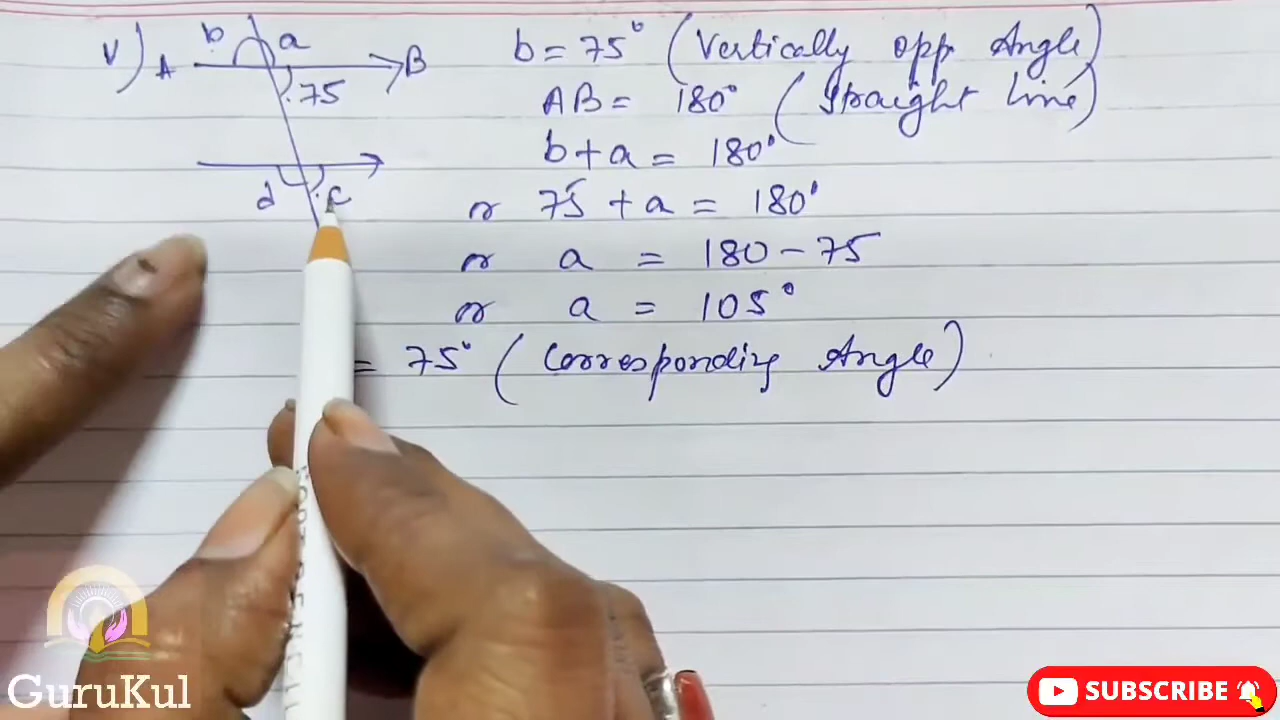 v) A b a B
75
d c
b = 75° (Vertically opp Angle)
AB = 180° (Straight line)
b + a = 180°
or 75 + a = 180°
or a = 180 - 75
or a = 105°
= 75° (Corresponding Angle)
GuruKul
SUBSCRIBE